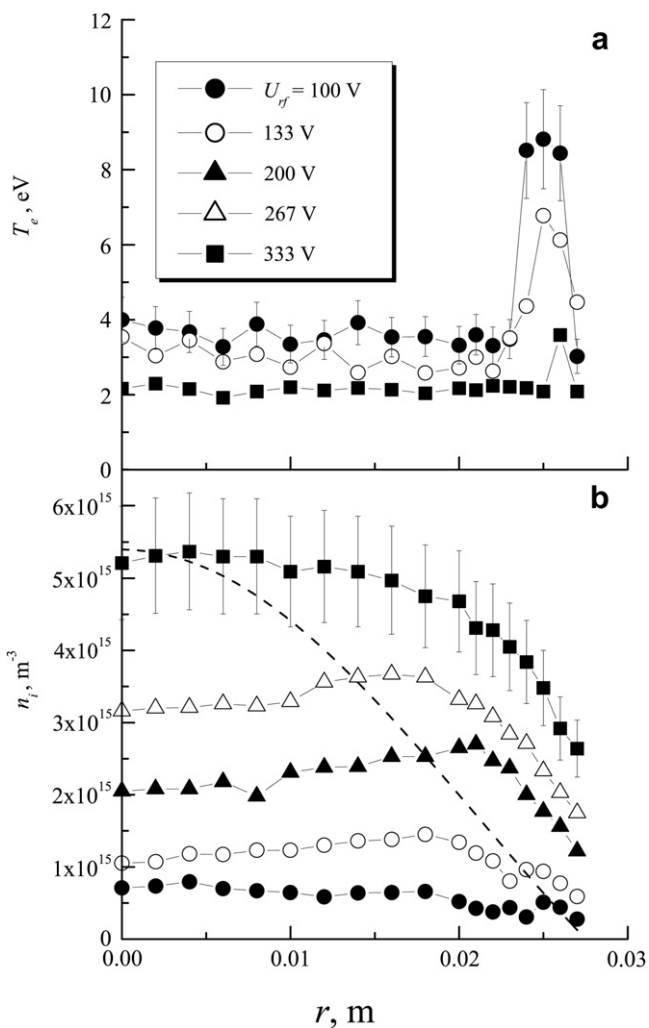 12
a
10
8
6
4
2
0
T_e, eV
U_rf = 100 V
133 V
200 V
267 V
333 V
b
6x10^15
5x10^15
4x10^15
3x10^15
2x10^15
1x10^15
0
n_i, m^-3
0.00
0.01
0.02
0.03
r, m